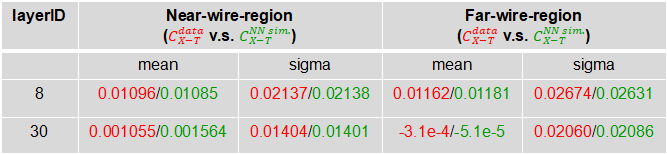 layerID Near-wire-region Far-wire-region
(C_{X−T}^{data} v.s. C_{X−T}^{NN sim.}) (C_{X−T}^{data} v.s. C_{X−T}^{NN sim.})
mean sigma mean sigma
8 0.01096/0.01085 0.02137/0.02138 0.01162/0.01181 0.02674/0.02631
30 0.001055/0.001564 0.01404/0.01401 -3.1e-4/-5.1e-5 0.02060/0.02086